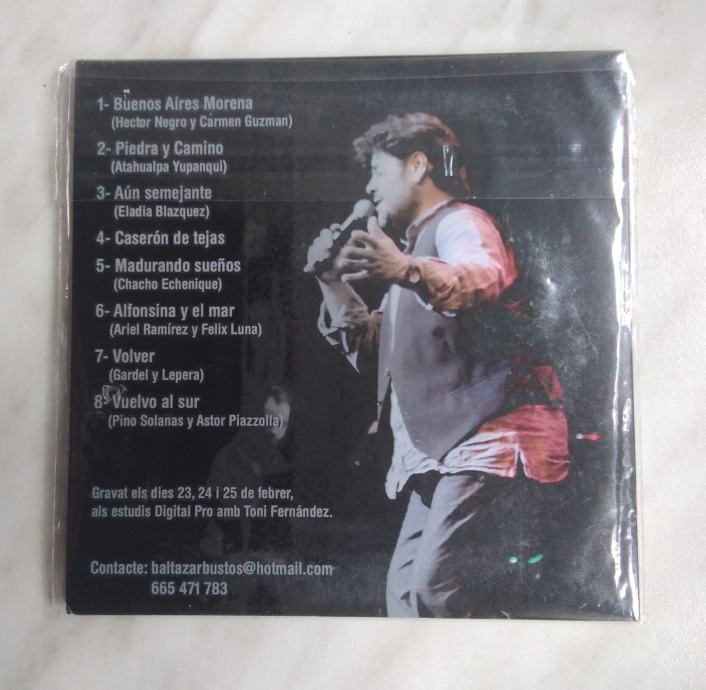 1- Buenos Aires Morena
(Hector Negro y Carmen Guzman)
2- Piedra y Camino
(Atahualpa Yupanqui)
3- Aún semejante
(Eladia Blazquez)
4- Caserón de tejas
5- Madurando sueños
(Chacho Echenique)
6- Alfonsina y el mar
(Ariel Ramírez y Felix Luna)
7- Volver
(Gardel y Lepera)
8- Vuelvo al sur
(Pino Solanas y Astor Piazzolla)
Gravat els dies 23, 24 i 25 de febrer,
als estudis Digital Pro amb Toni Fernández.
Contacte: baltazarbustos@hotmail.com
665 471 783